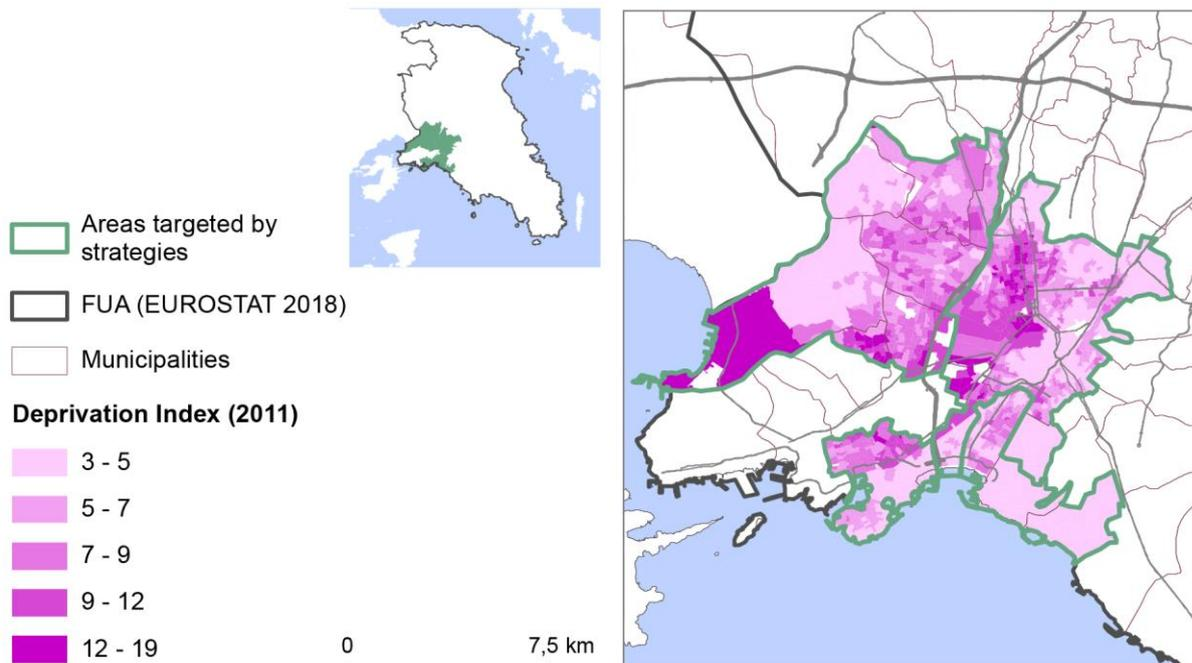 Areas targeted by
strategies
FUA (EUROSTAT 2018)
Municipalities
Deprivation Index (2011)
3 - 5
5 - 7
7 - 9
9 - 12
12 - 19
0 7,5 km